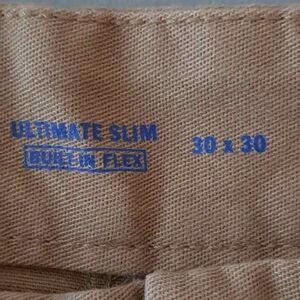 ULTIMATE SLIM
BUILT-IN FLEX
30 x 30